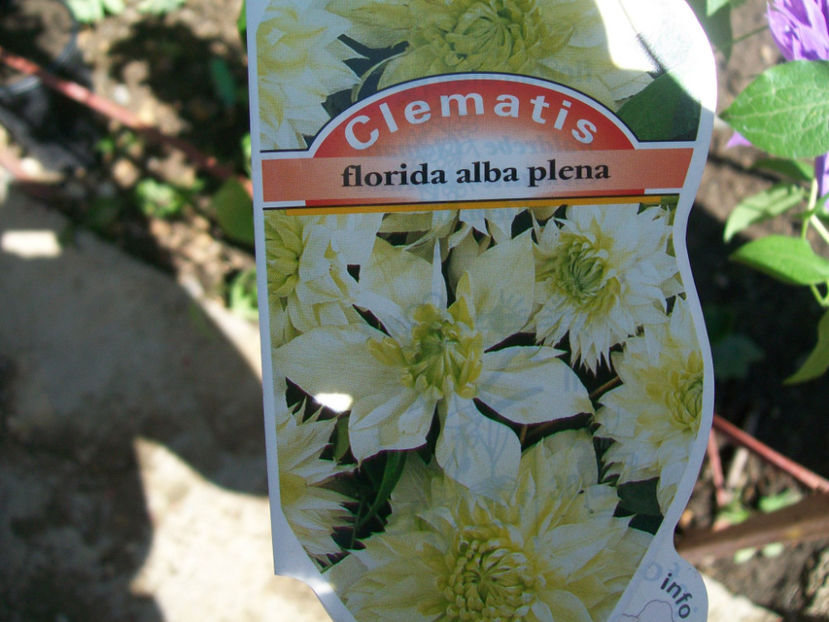 Clematis
florida alba plena
info